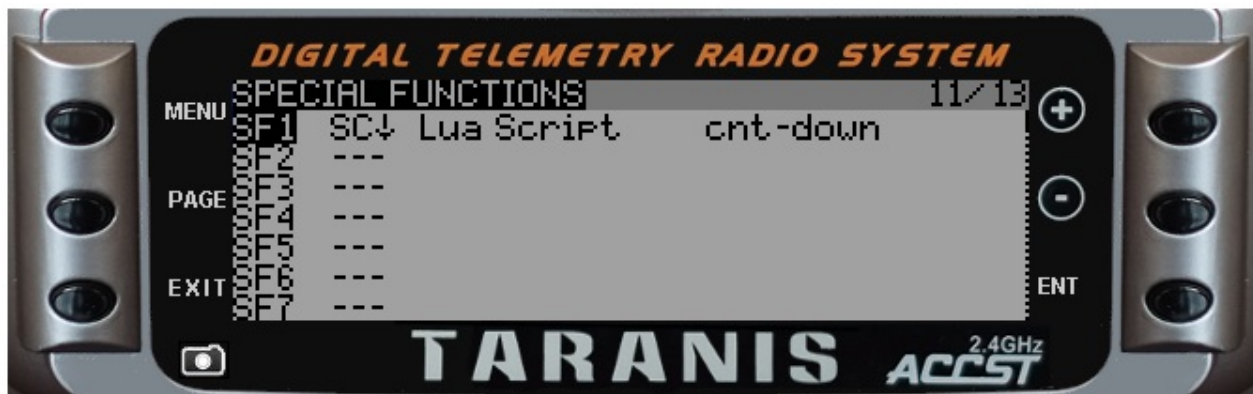 DIGITAL TELEMETRY RADIO SYSTEM
MENU
SPECIAL FUNCTIONS 11/13
SF1 SC↓ Lua Script cnt-down
SF2 ---
PAGE
SF3 ---
SF4 ---
SF5 ---
EXIT
SF6 ---
ENT
SF7 ---
TARANIS
2.4GHz
ACCST